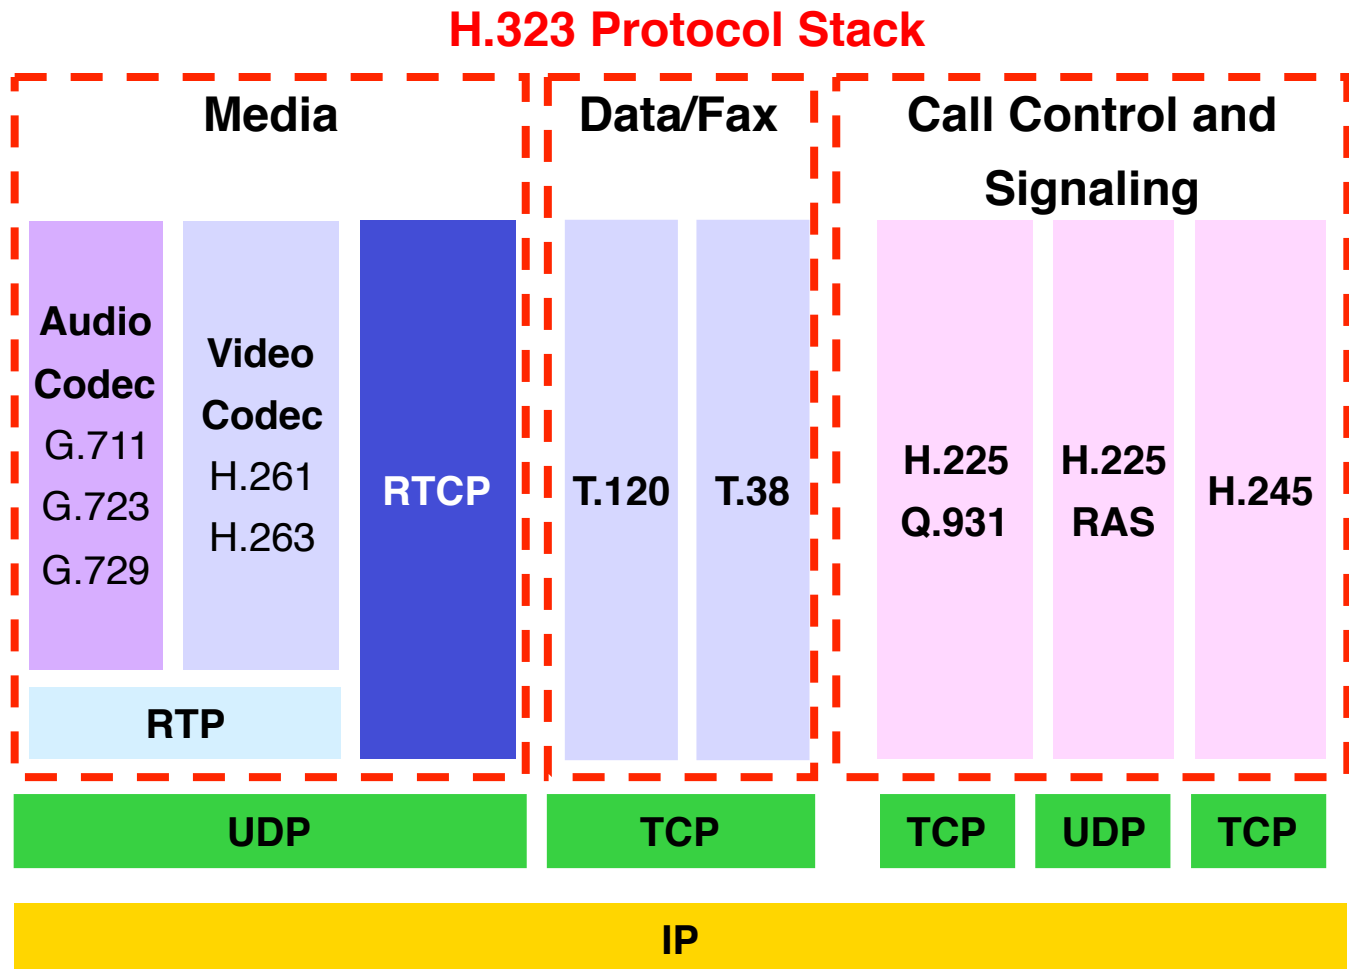 H.323 Protocol Stack
Media
Audio
Codec
G.711
G.723
G.729
Video
Codec
H.261
H.263
RTCP
RTP
Data/Fax
T.120
T.38
Call Control and
Signaling
H.225
Q.931
H.225
RAS
H.245
UDP
TCP
TCP
UDP
TCP
IP